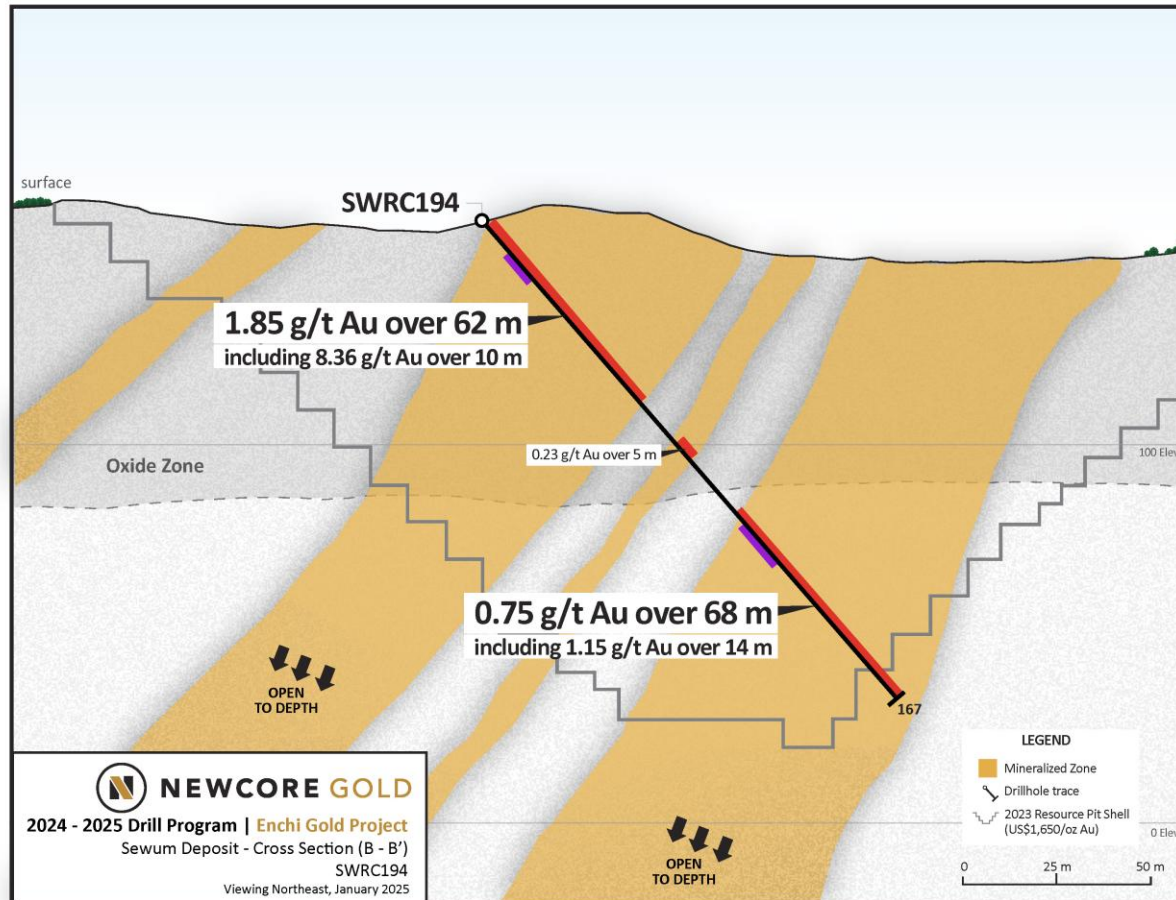 surface
SWRC194
1.85 g/t Au over 62 m
including 8.36 g/t Au over 10 m
0.23 g/t Au over 5 m
100 Elev
Oxide Zone
0.75 g/t Au over 68 m
including 1.15 g/t Au over 14 m
OPEN
TO DEPTH
167
LEGEND
Mineralized Zone
Drillhole trace
2023 Resource Pit Shell
(US$1,650/oz Au)
0 Elev
0 25 m 50 m
OPEN
TO DEPTH
N NEWCORE GOLD
2024 - 2025 Drill Program | Enchi Gold Project
Sewum Deposit - Cross Section (B - B')
SWRC194
Viewing Northeast, January 2025